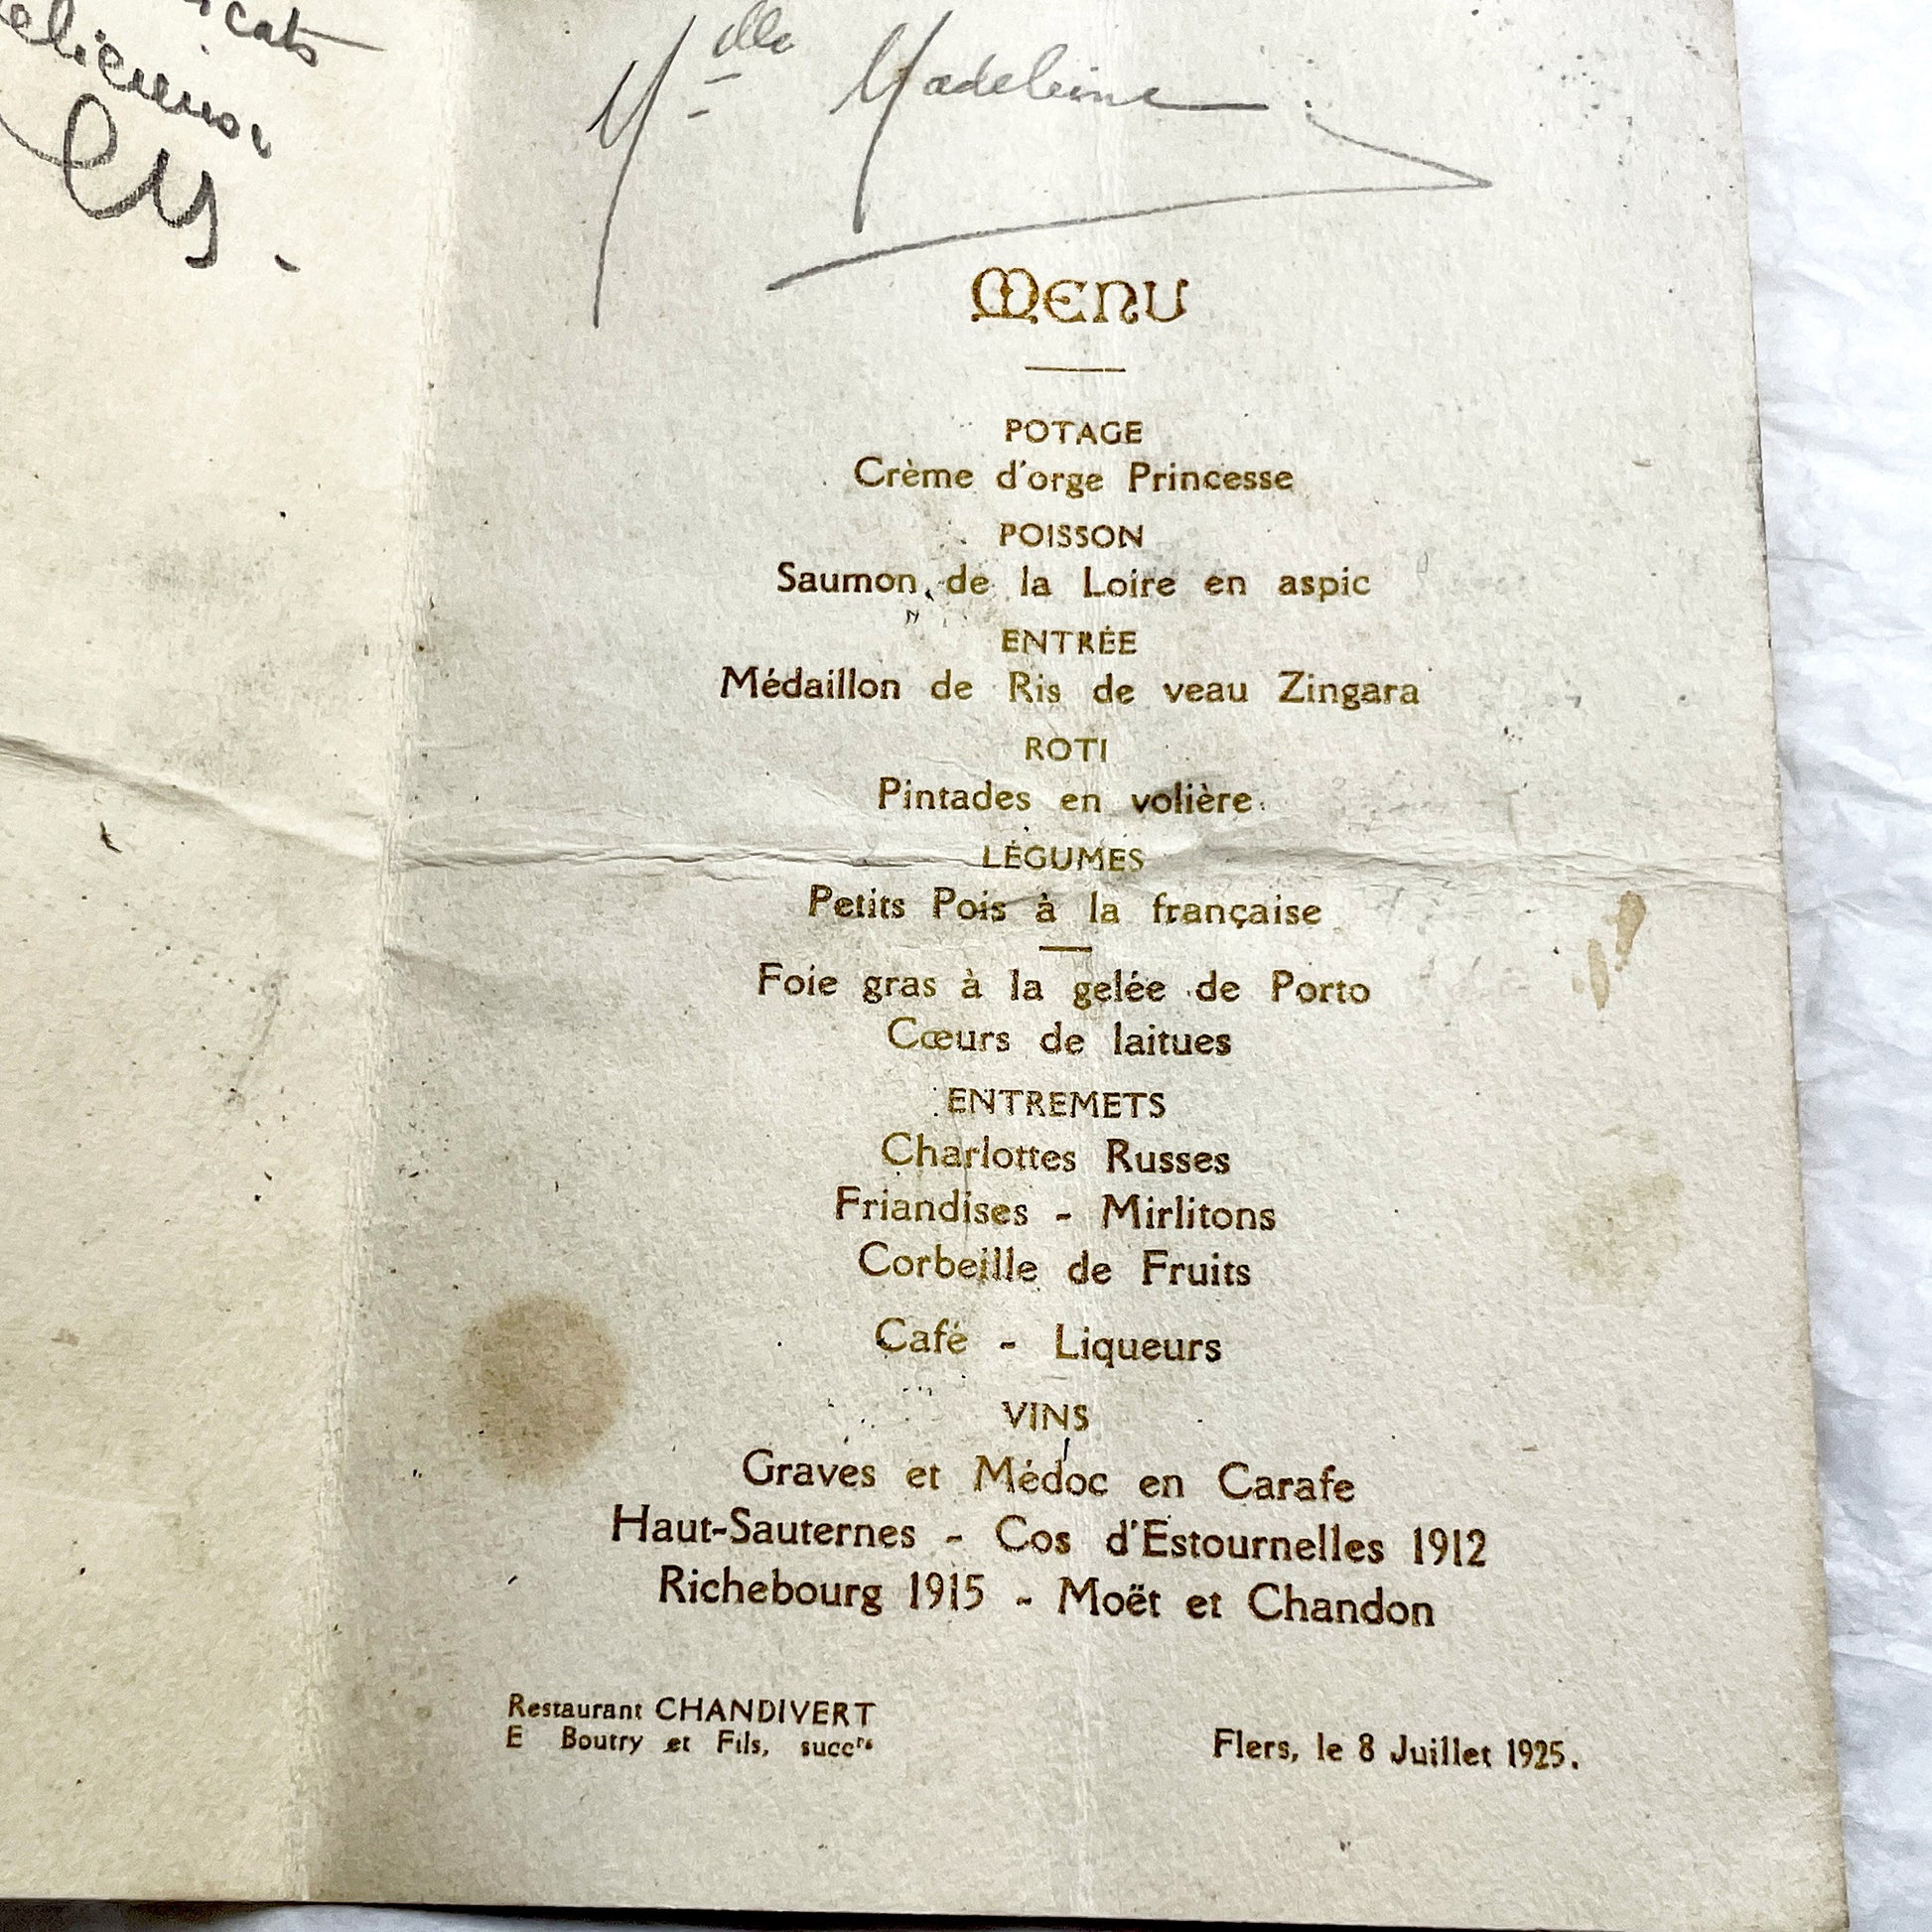 Mdlle Madeleine
MENU
POTAGE
Crème d'orge Princesse
POISSON
Saumon de la Loire en aspic
ENTRÉE
Médaillon de Ris de veau Zingara
ROTI
Pintades en volière
LÉGUMES
Petits Pois à la française
Foie gras à la gelée de Porto
Cœurs de laitues
ENTREMETS
Charlottes Russes
Friandises - Mirlitons
Corbeille de Fruits
Café - Liqueurs
VINS
Graves et Médoc en Carafe
Haut-Sauternes - Cos d'Estournelles 1912
Richebourg 1915 - Moët et Chandon
Restaurant CHANDIVERT
E Boutry et Fils, succrs
Flers, le 8 Juillet 1925.